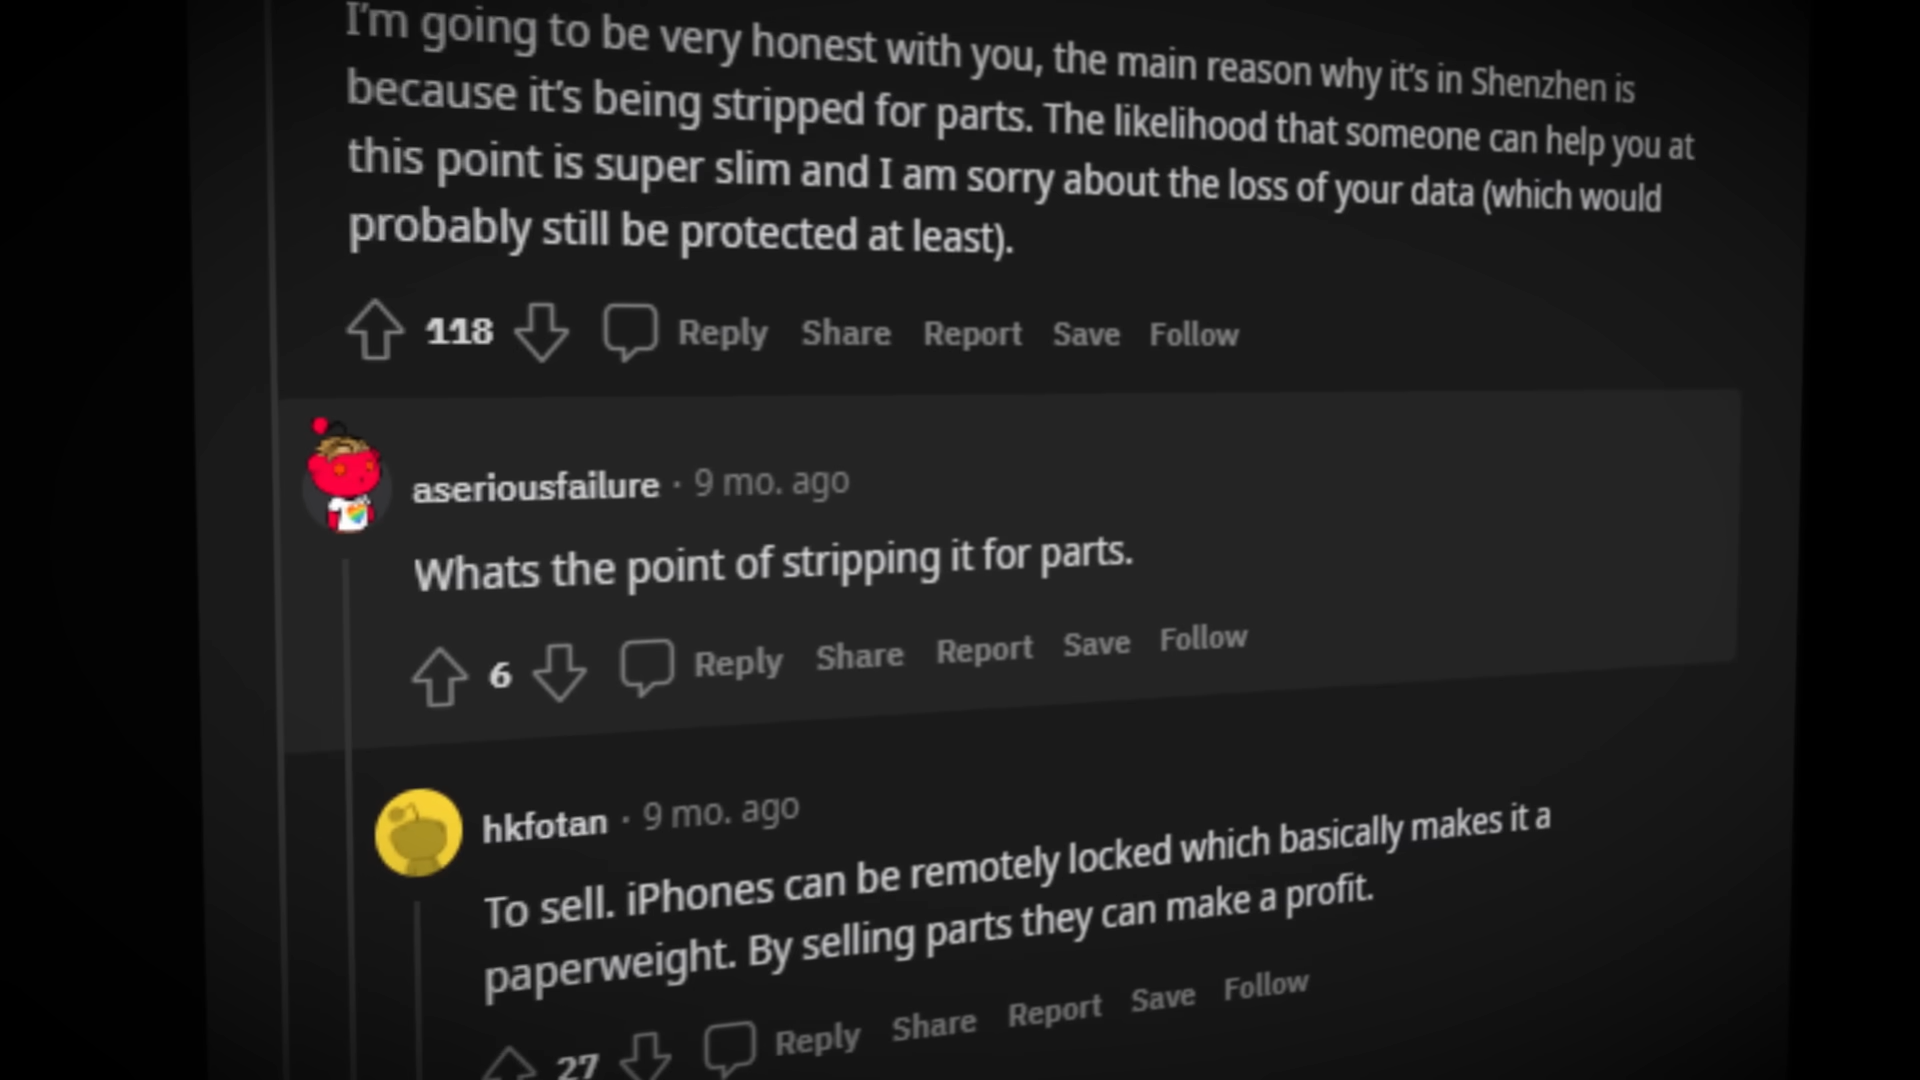 I'm going to be very honest with you, the main reason why it's in Shenzhen is
because it's being stripped for parts. The likelihood that someone can help you at
this point is super slim and I am sorry about the loss of your data (which would
probably still be protected at least).
118 Reply Share Report Save Follow
aseriousfailure · 9 mo. ago
Whats the point of stripping it for parts.
6 Reply Share Report Save Follow
hkfotan · 9 mo. ago
To sell. iPhones can be remotely locked which basically makes it a
paperweight. By selling parts they can make a profit.
27 Reply Share Report Save Follow